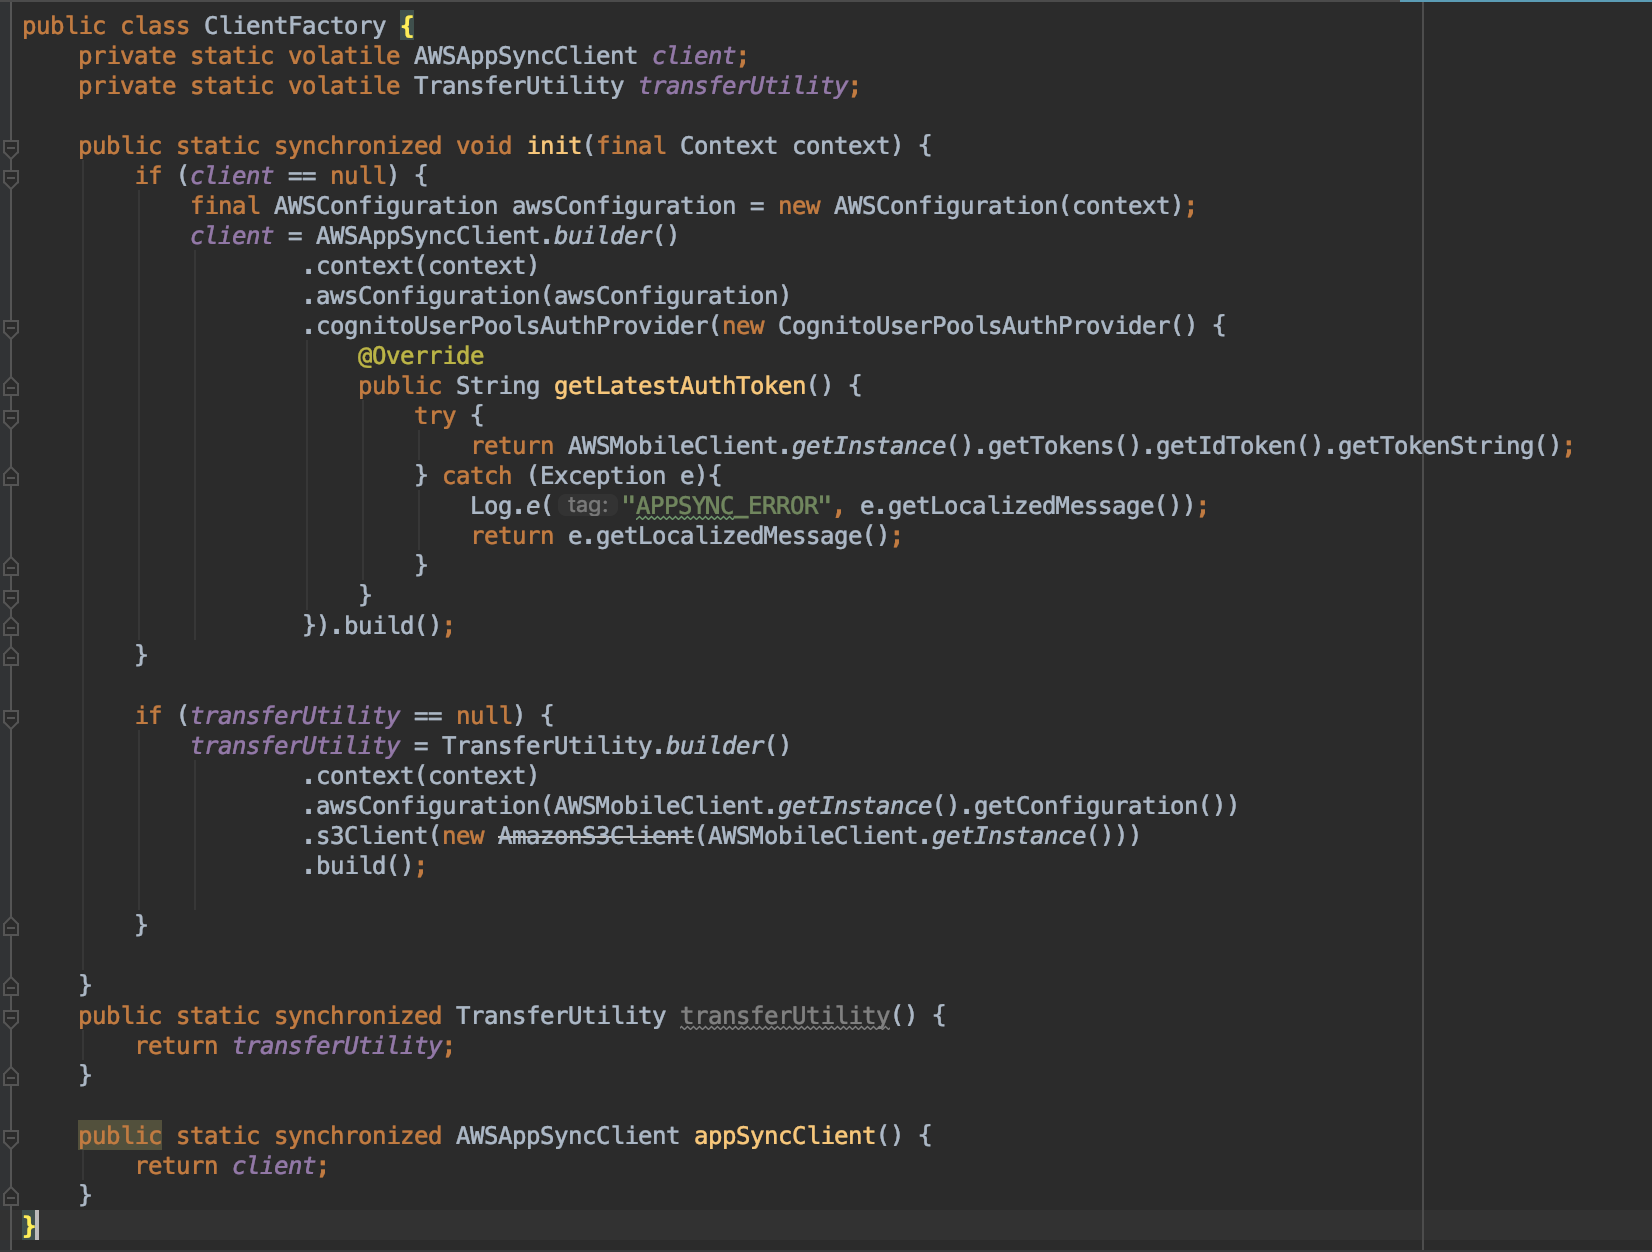 public class ClientFactory {
    private static volatile AWSAppSyncClient client;
    private static volatile TransferUtility transferUtility;

    public static synchronized void init(final Context context) {
        if (client == null) {
            final AWSConfiguration awsConfiguration = new AWSConfiguration(context);
            client = AWSAppSyncClient.builder()
                    .context(context)
                    .awsConfiguration(awsConfiguration)
                    .cognitoUserPoolsAuthProvider(new CognitoUserPoolsAuthProvider() {
                        @Override
                        public String getLatestAuthToken() {
                            try {
                                return AWSMobileClient.getInstance().getTokens().getIdToken().getTokenString();
                            } catch (Exception e){
                                Log.e( tag: "APPSYNC_ERROR", e.getLocalizedMessage());
                                return e.getLocalizedMessage();
                            }
                        }
                    }).build();
        }

        if (transferUtility == null) {
            transferUtility = TransferUtility.builder()
                    .context(context)
                    .awsConfiguration(AWSMobileClient.getInstance().getConfiguration())
                    .s3Client(new AmazonS3Client(AWSMobileClient.getInstance()))
                    .build();

        }

    }
    public static synchronized TransferUtility transferUtility() {
        return transferUtility;
    }

    public static synchronized AWSAppSyncClient appSyncClient() {
        return client;
    }
}